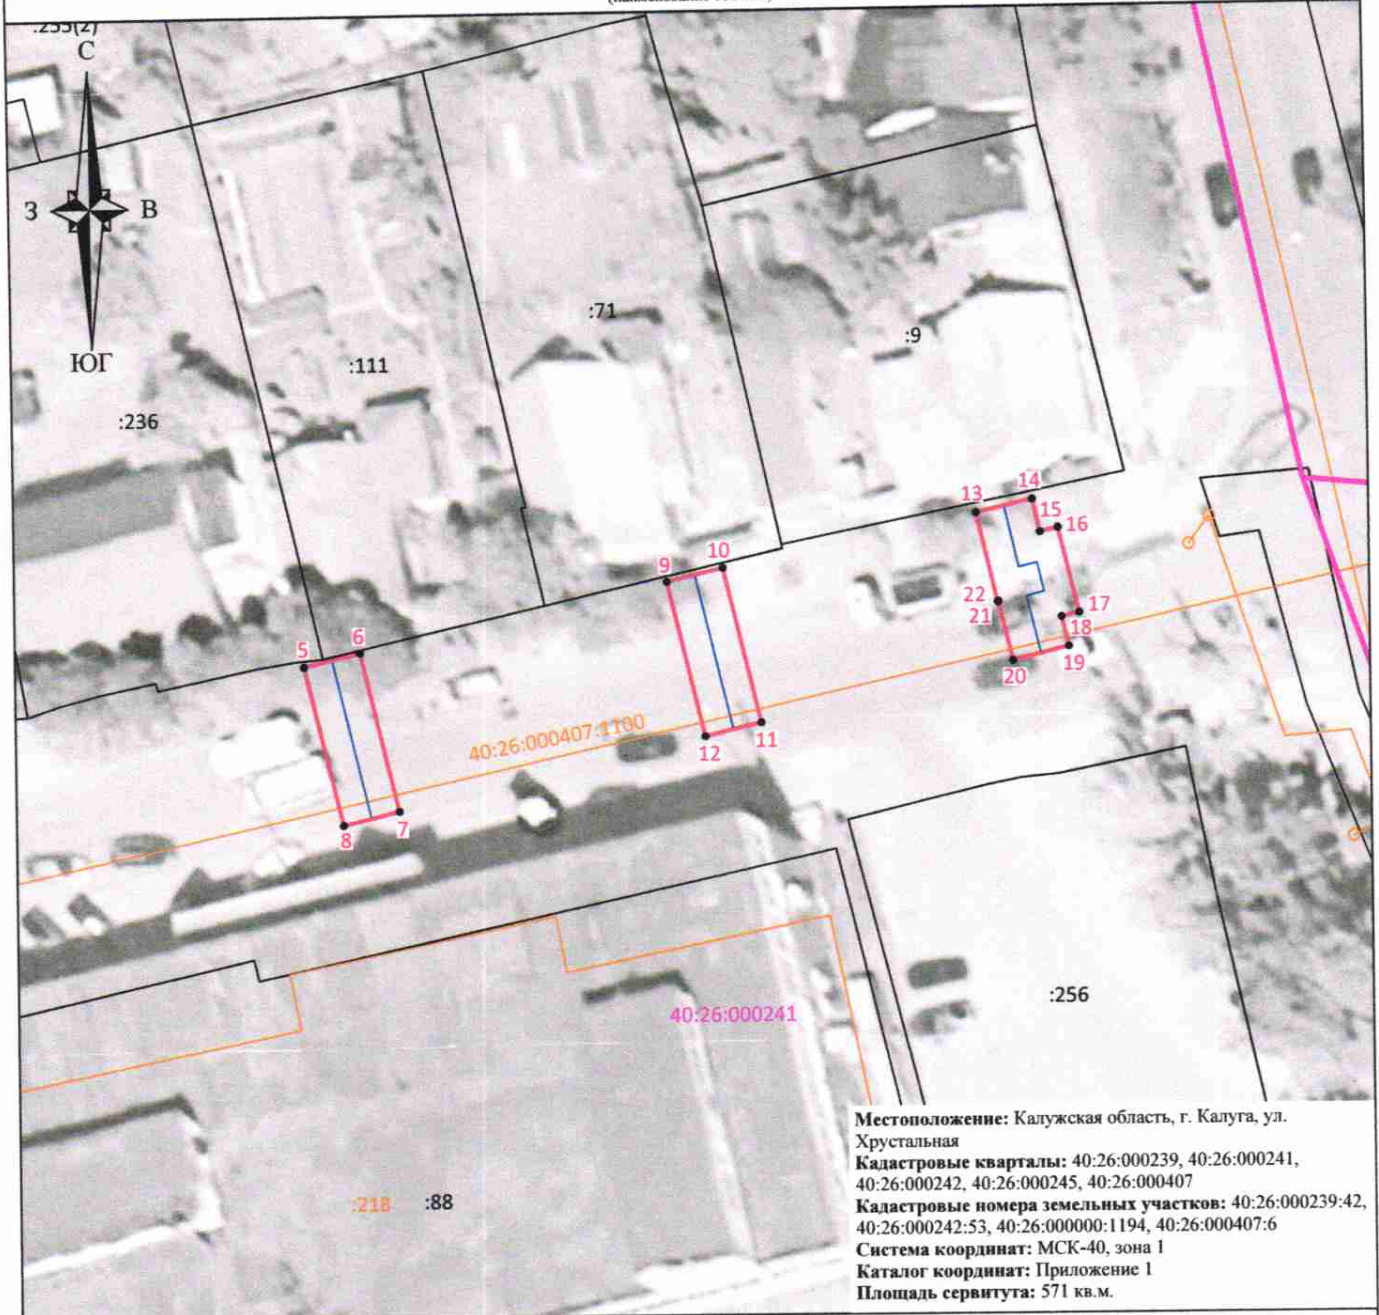 :255(2)
С
З
В
ЮГ
:71
:9
:111
:236
14
13
15
16
10
9
22
17
21
18
6
5
19
20
40:26:000407:1100
11
12
7
8
:256
40:26:000241
:218
:88
Местоположение: Калужская область, г. Калуга, ул.
Хрустальная
Кадастровые кварталы: 40:26:000239, 40:26:000241,
40:26:000242, 40:26:000245, 40:26:000407
Кадастровые номера земельных участков: 40:26:000239:42,
40:26:000242:53, 40:26:000000:1194, 40:26:000407:6
Система координат: МСК-40, зона 1
Каталог координат: Приложение 1
Площадь сервитута: 571 кв.м.